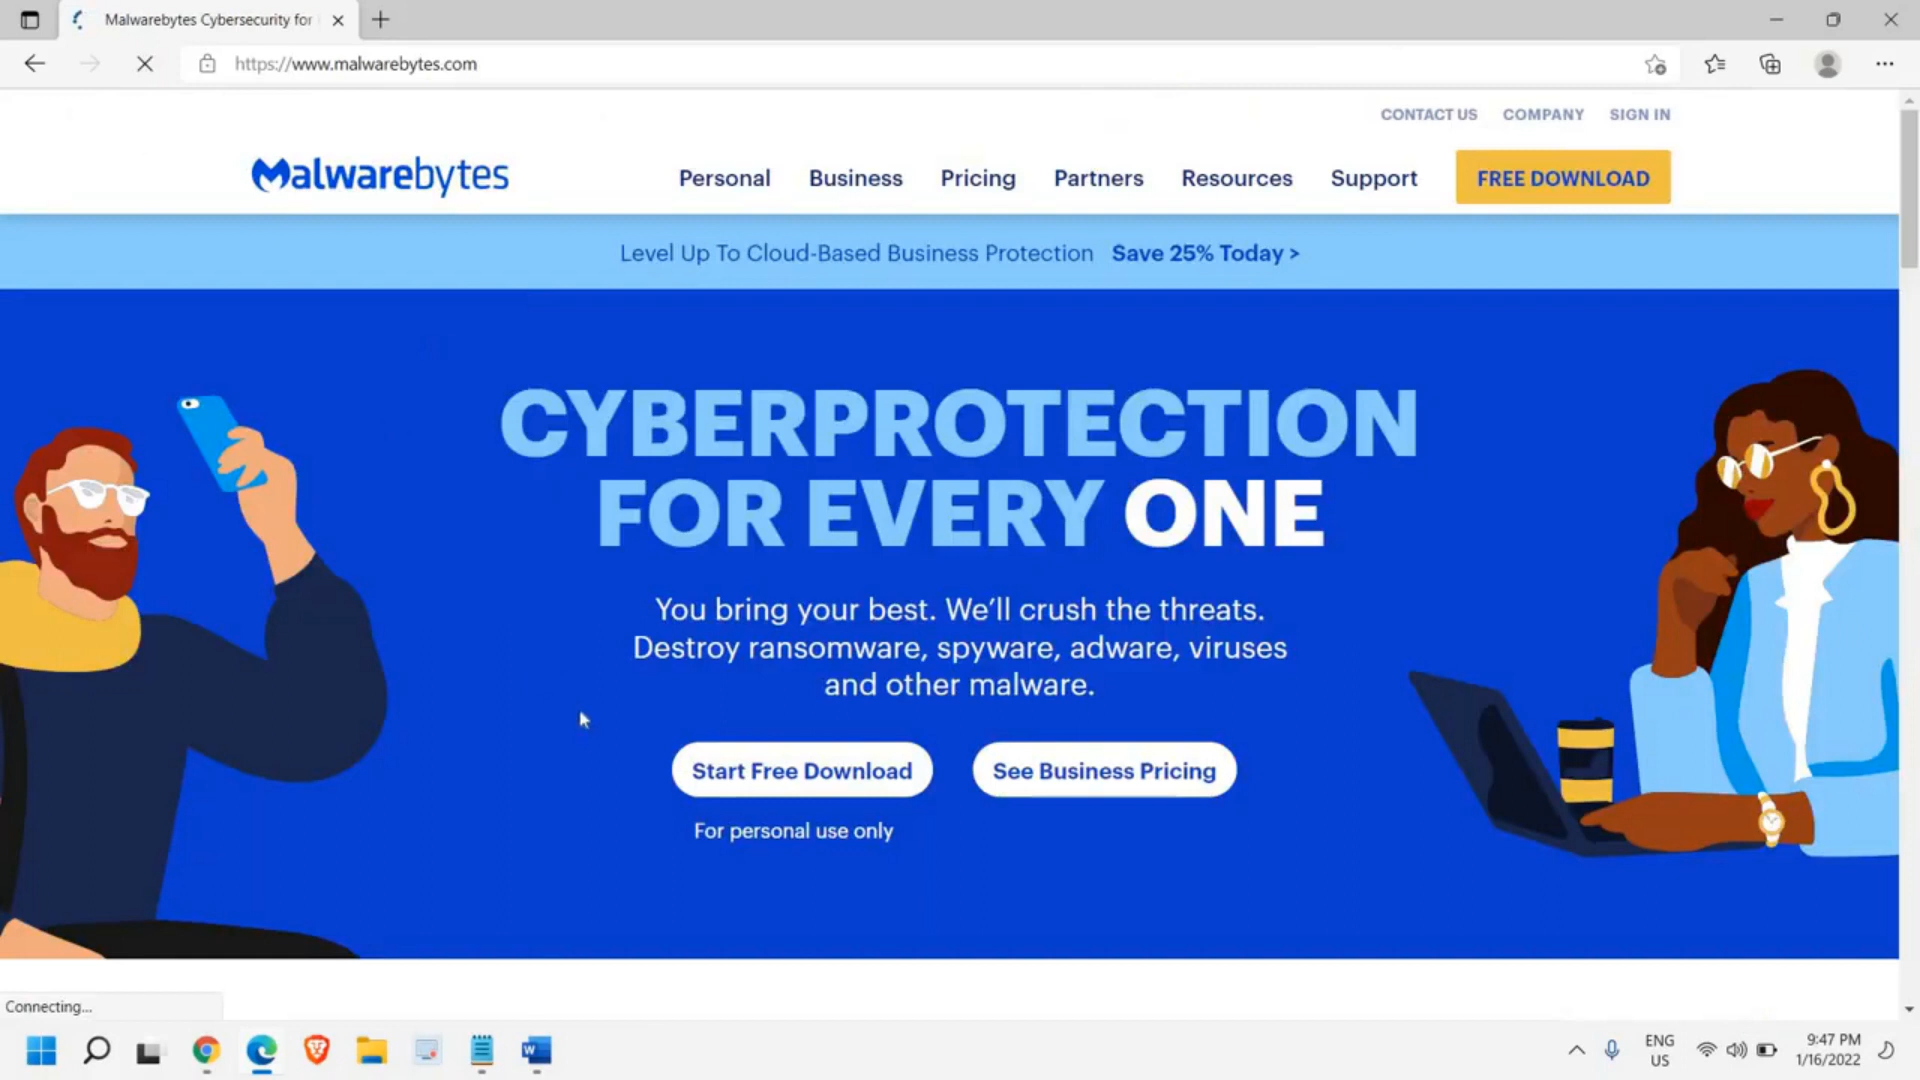 Malwarebytes Cybersecurity for
https://www.malwarebytes.com
CONTACT US COMPANY SIGN IN
Malwarebytes
Personal Business Pricing Partners Resources Support FREE DOWNLOAD
Level Up To Cloud-Based Business Protection Save 25% Today >
CYBERPROTECTION
FOR EVERY ONE
You bring your best. We’ll crush the threats.
Destroy ransomware, spyware, adware, viruses
and other malware.
Start Free Download See Business Pricing
For personal use only
Connecting...
W
ENG
US
9:47 PM
1/16/2022